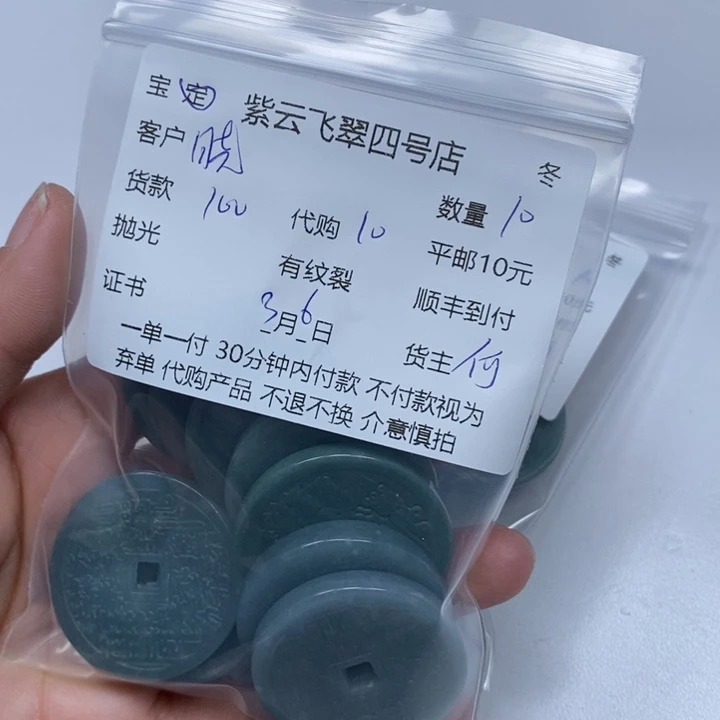 宝 定 紫云飞翠四号店
冬
客户 晓
数量 10
货款 100 代购 10
平邮10元
抛光 有纹裂
顺丰到付
证书 3月6日
货主 何
一单一付 30分钟内付款 不付款视为
弃单 代购产品 不退不换 介意慎拍
冬